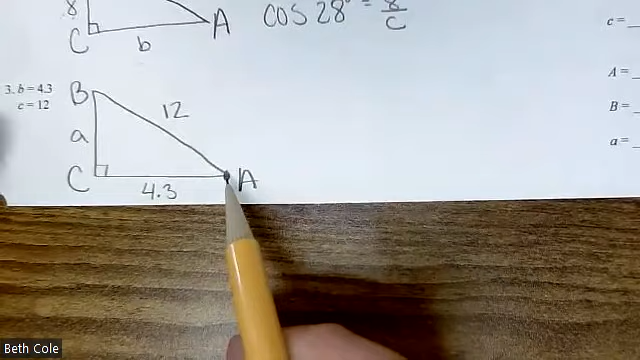 8
C
b
A
cos 28° = 8/c
c =
3. b = 4.3
c = 12
B
12
a
C
4.3
A
A =
B =
a =
Beth Cole